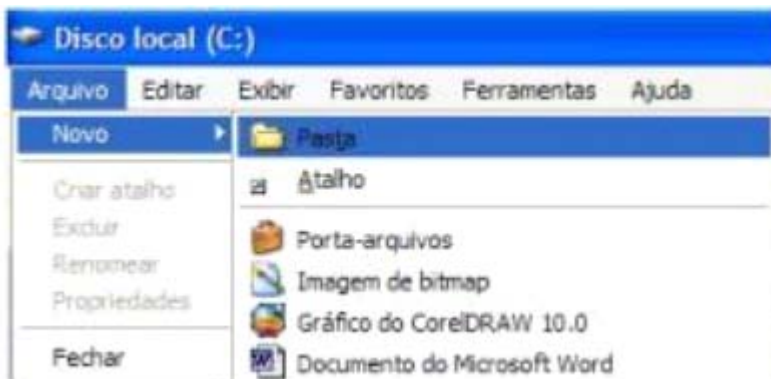 Disco local (C:)
Arquivo Editar Exibir Favoritos Ferramentas Ajuda
Novo Pasta
Criar atalho Atalho
Excluir Porta-arquivos
Renomear Imagem de bitmap
Propriedades Gráfico do CorelDRAW 10.0
Fechar Documento do Microsoft Word